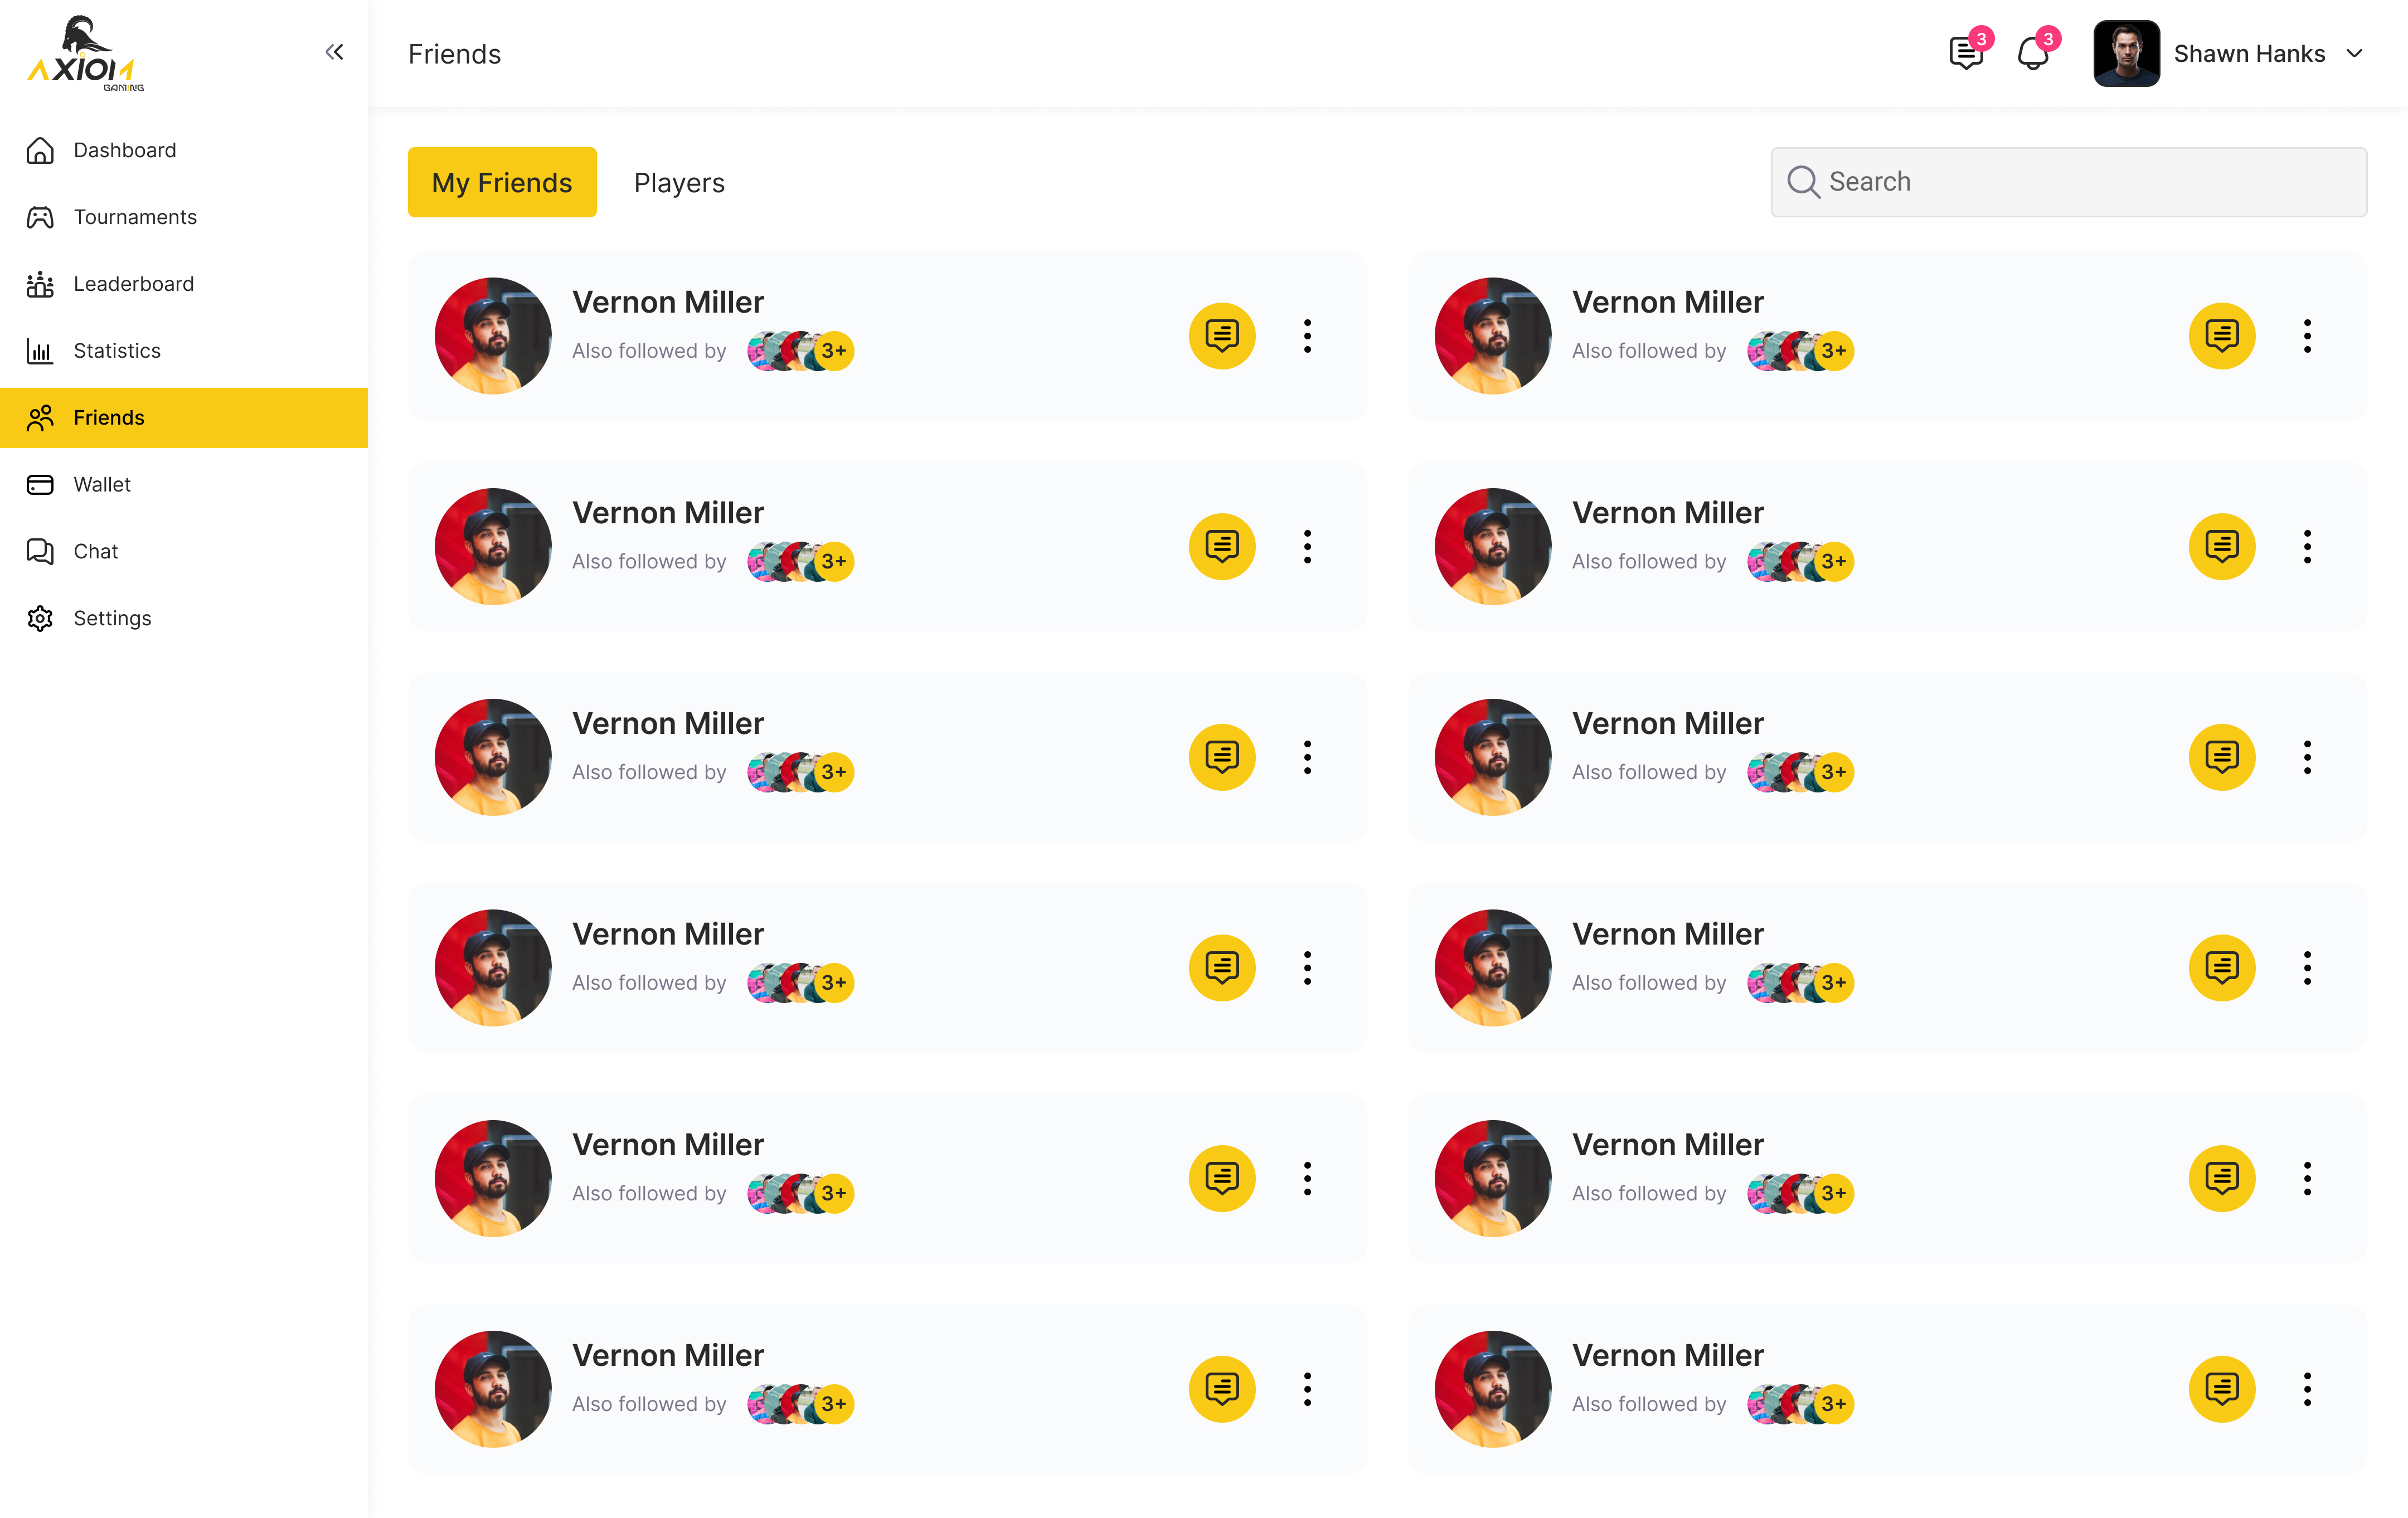 AXIOM
GAMING
Friends
3
3
Shawn Hanks
Dashboard
Tournaments
Leaderboard
Statistics
Friends
Wallet
Chat
Settings
My Friends
Players
Search
Vernon Miller
Also followed by 3+
Vernon Miller
Also followed by 3+
Vernon Miller
Also followed by 3+
Vernon Miller
Also followed by 3+
Vernon Miller
Also followed by 3+
Vernon Miller
Also followed by 3+
Vernon Miller
Also followed by 3+
Vernon Miller
Also followed by 3+
Vernon Miller
Also followed by 3+
Vernon Miller
Also followed by 3+
Vernon Miller
Also followed by 3+
Vernon Miller
Also followed by 3+